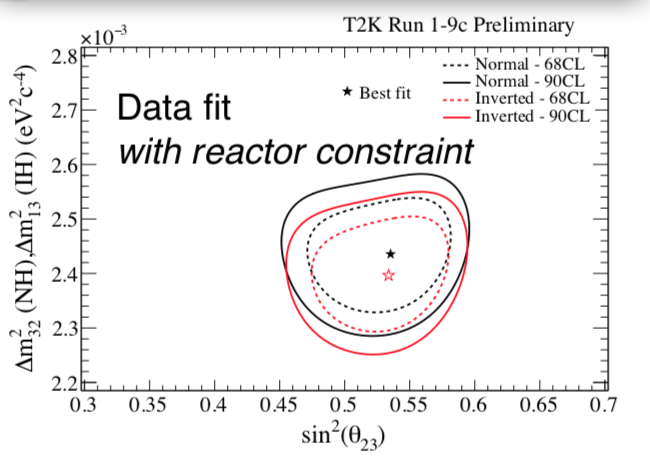 T2K Run 1-9c Preliminary
×10⁻³
Δm²₃₂ (NH),Δm²₁₃ (IH) (eV²c⁻⁴)
2.8
2.7
2.6
2.5
2.4
2.3
2.2
Normal - 68CL
Normal - 90CL
Inverted - 68CL
Inverted - 90CL
★ Best fit
Data fit
with reactor constraint
0.3 0.35 0.4 0.45 0.5 0.55 0.6 0.65 0.7
sin²(θ₂₃)